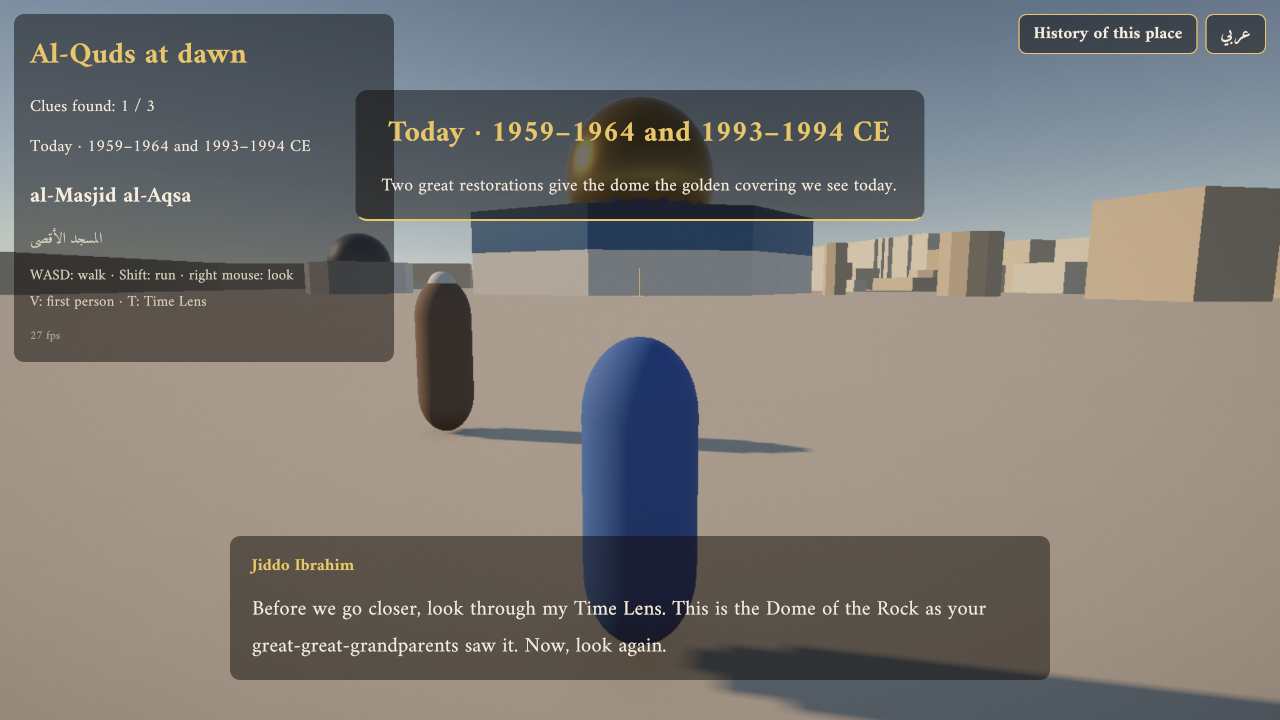 Al-Quds at dawn
Clues found: 1 / 3
Today · 1959–1964 and 1993–1994 CE
al-Masjid al-Aqsa
المسجد الأقصى
WASD: walk · Shift: run · right mouse: look
V: first person · T: Time Lens
27 fps
History of this place
عربي
Today · 1959–1964 and 1993–1994 CE
Two great restorations give the dome the golden covering we see today.
Jiddo Ibrahim
Before we go closer, look through my Time Lens. This is the Dome of the Rock as your
great-great-grandparents saw it. Now, look again.